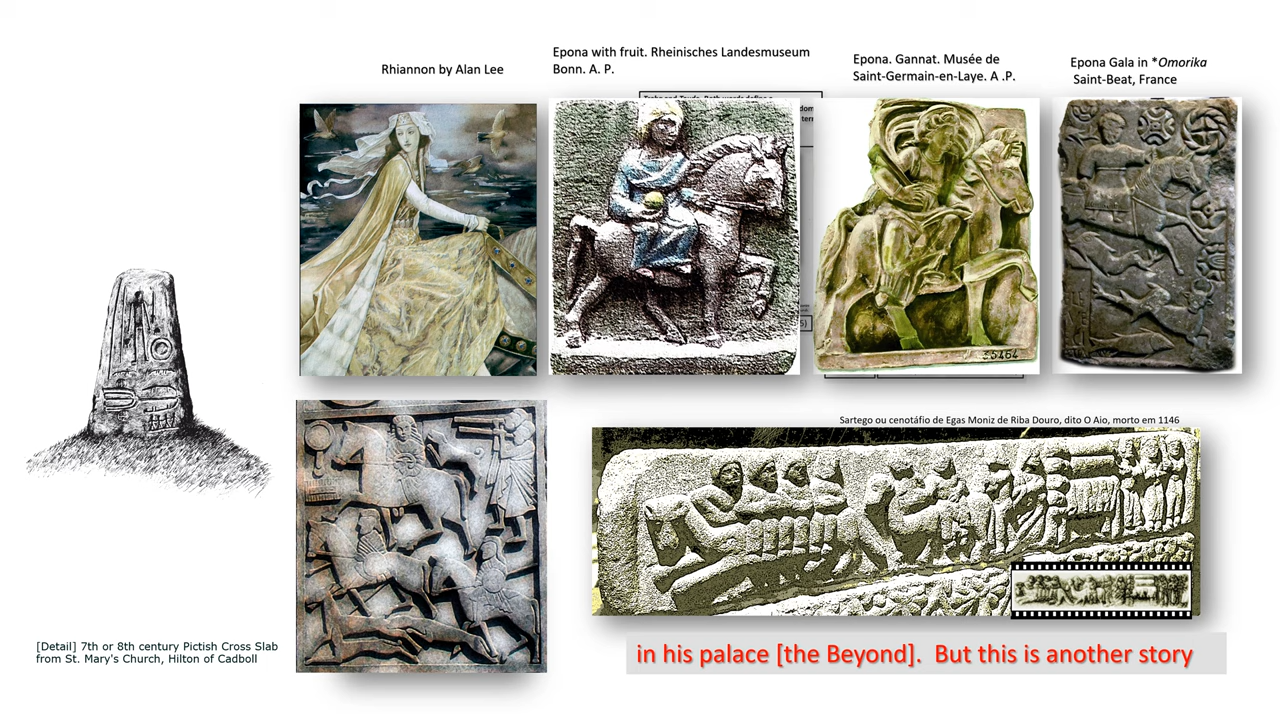 Rhiannon by Alan Lee
Epona with fruit. Rheinisches Landesmuseum
Bonn. A. P.
Epona. Gannat. Musée de
Saint-Germain-en-Laye. A .P.
Epona Gala in *Omorika
Saint-Beat, France
35464
Sartego ou cenotáfio de Egas Moniz de Riba Douro, dito O Aio, morto em 1146
[Detail] 7th or 8th century Pictish Cross Slab
from St. Mary's Church, Hilton of Cadboll
in his palace [the Beyond].  But this is another story